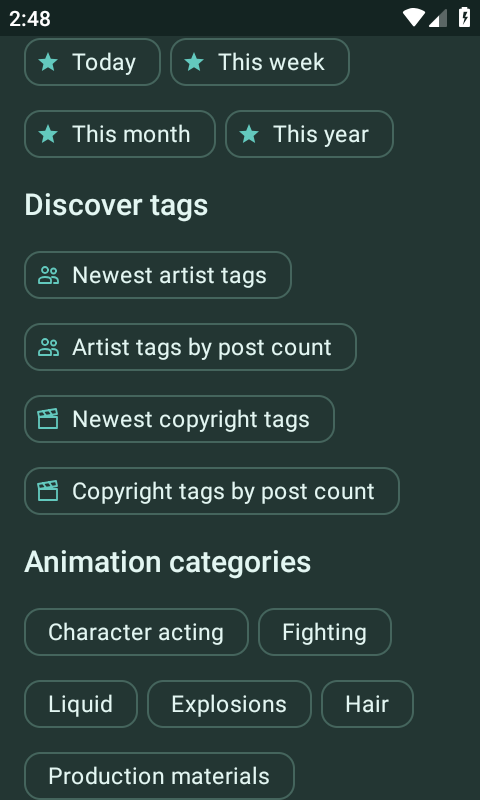 2:48
Today This week
This month This year
Discover tags
Newest artist tags
Artist tags by post count
Newest copyright tags
Copyright tags by post count
Animation categories
Character acting Fighting
Liquid Explosions Hair
Production materials